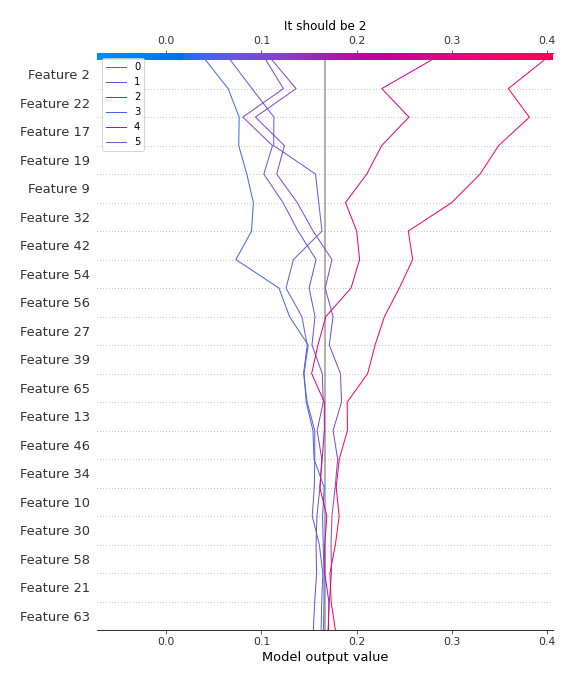 It should be 2
0.0 0.1 0.2 0.3 0.4
0
1
2
3
4
5
Feature 2
Feature 22
Feature 17
Feature 19
Feature 9
Feature 32
Feature 42
Feature 54
Feature 56
Feature 27
Feature 39
Feature 65
Feature 13
Feature 46
Feature 34
Feature 10
Feature 30
Feature 58
Feature 21
Feature 63
0.0 0.1 0.2 0.3 0.4
Model output value